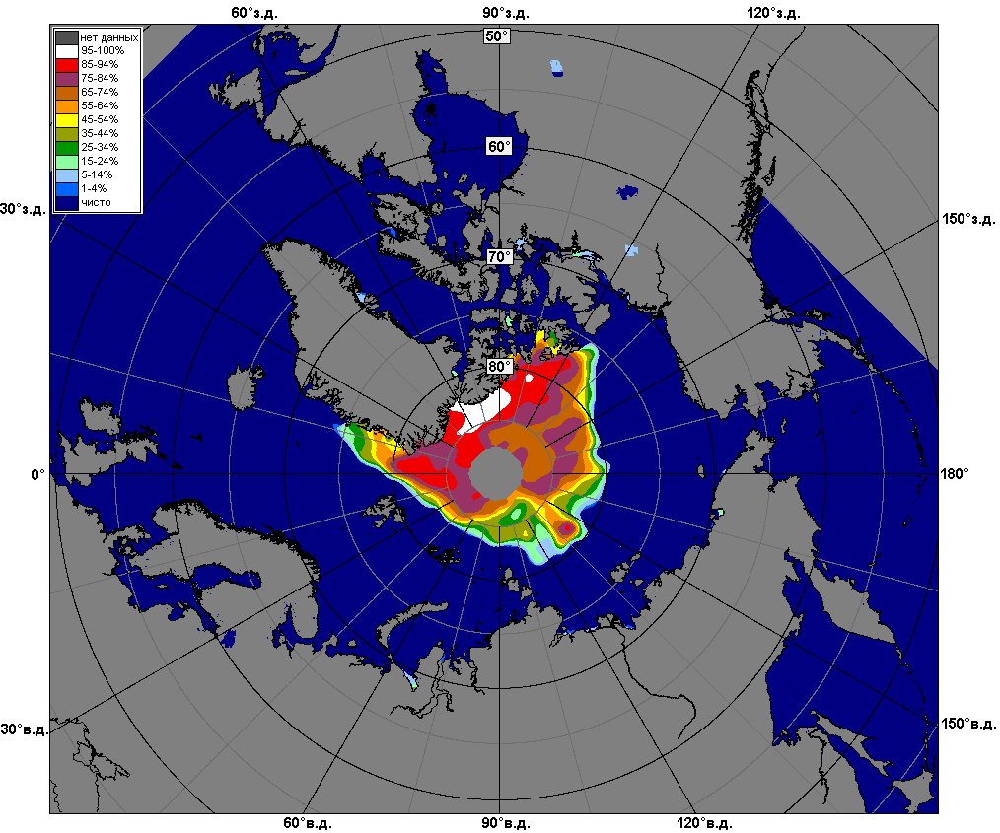 60°з.д.
90°з.д.
120°з.д.
нет данных
95-100%
85-94%
75-84%
65-74%
55-64%
45-54%
35-44%
25-34%
15-24%
5-14%
1-4%
чисто
50°
60°
30°з.д.
150°з.д.
70°
80°
0°
180°
30°в.д.
150°в.д.
60°в.д.
90°в.д.
120°в.д.